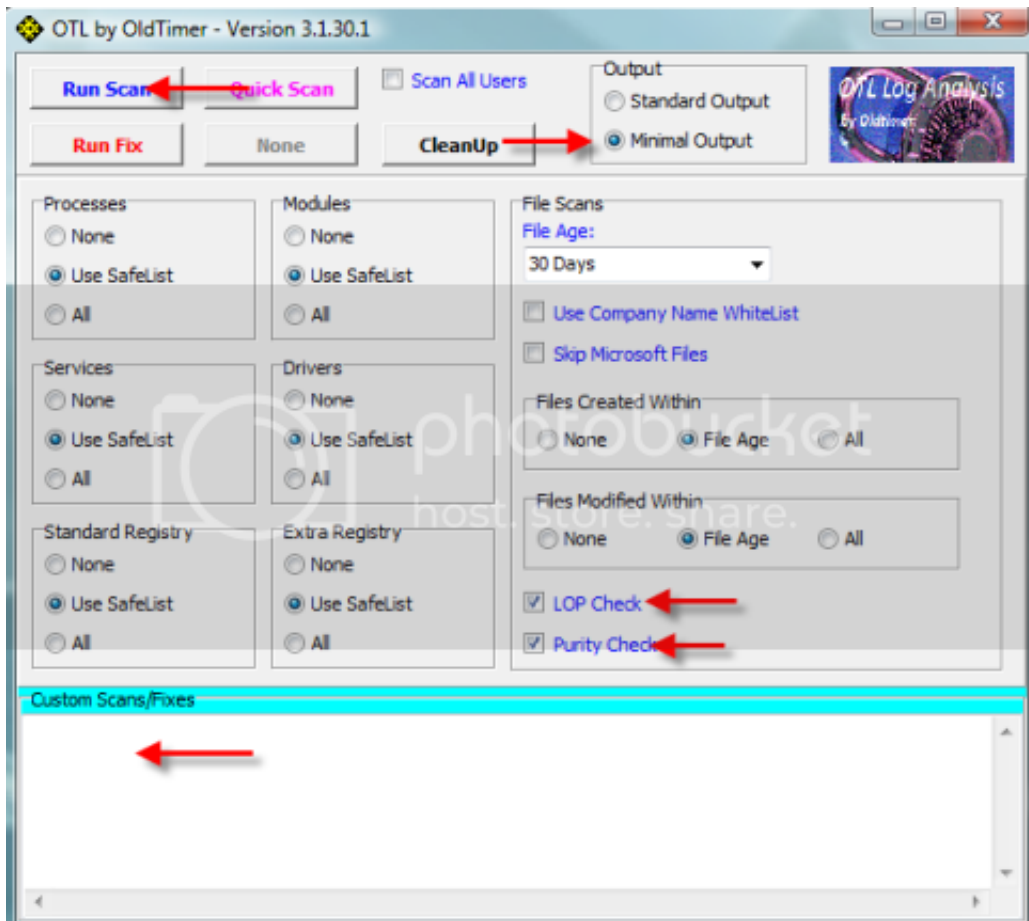 OTL by OldTimer - Version 3.1.30.1
Run Scan
Quick Scan
Scan All Users
Run Fix
None
CleanUp
Output
Standard Output
Minimal Output
OTL Log Analysis
By Oldtimer
Processes
None
Use SafeList
All
Modules
None
Use SafeList
All
Services
None
Use SafeList
All
Drivers
None
Use SafeList
All
Standard Registry
None
Use SafeList
All
Extra Registry
None
Use SafeList
All
File Scans
File Age:
30 Days
Use Company Name WhiteList
Skip Microsoft Files
Files Created Within
None File Age All
Files Modified Within
None File Age All
LOP Check
Purity Check
Custom Scans/Fixes
photobucket
host. store. share.